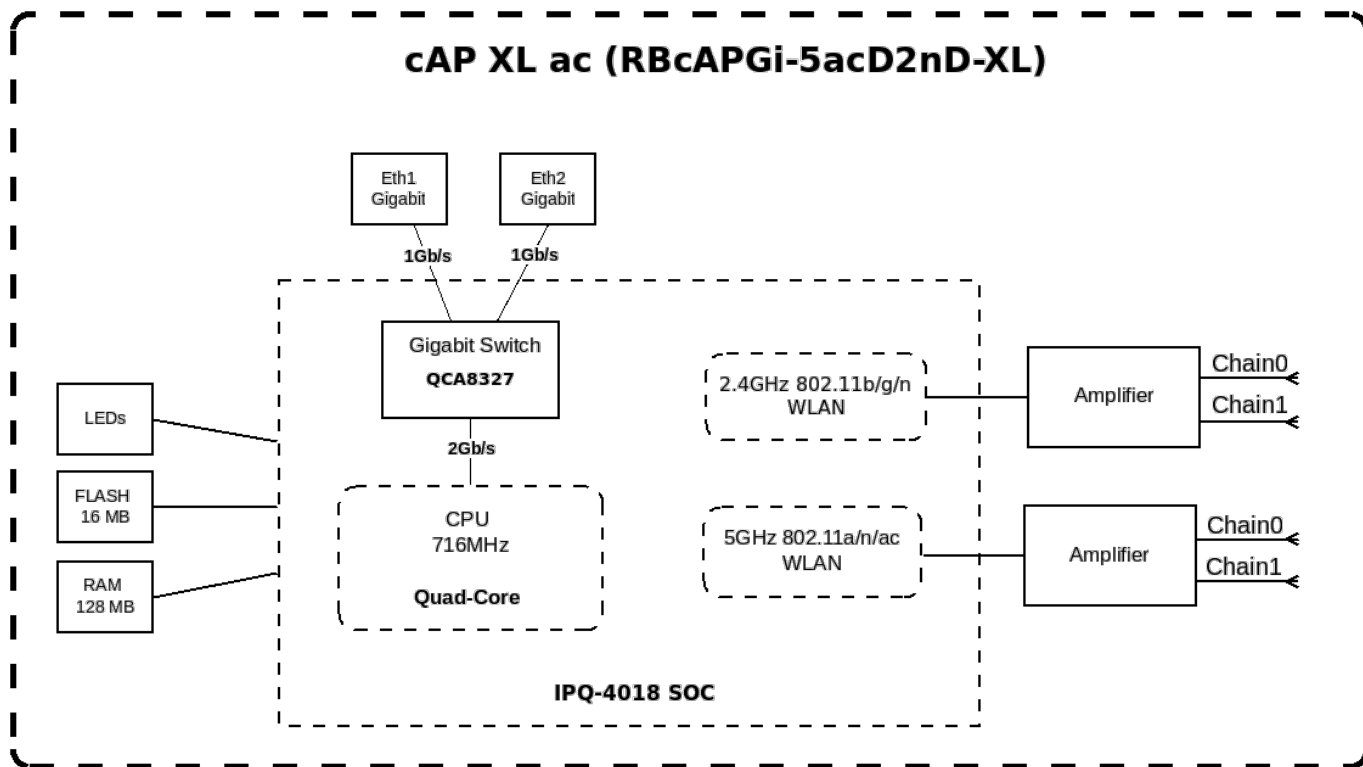 cAP XL ac (RBcAPGi-5acD2nD-XL)
Eth1
Gigabit
Eth2
Gigabit
1Gb/s
1Gb/s
Gigabit Switch
QCA8327
2Gb/s
CPU
716MHz
Quad-Core
LEDs
FLASH
16 MB
RAM
128 MB
2.4GHz 802.11b/g/n
WLAN
Amplifier
Chain0
Chain1
5GHz 802.11a/n/ac
WLAN
Amplifier
Chain0
Chain1
IPQ-4018 SOC